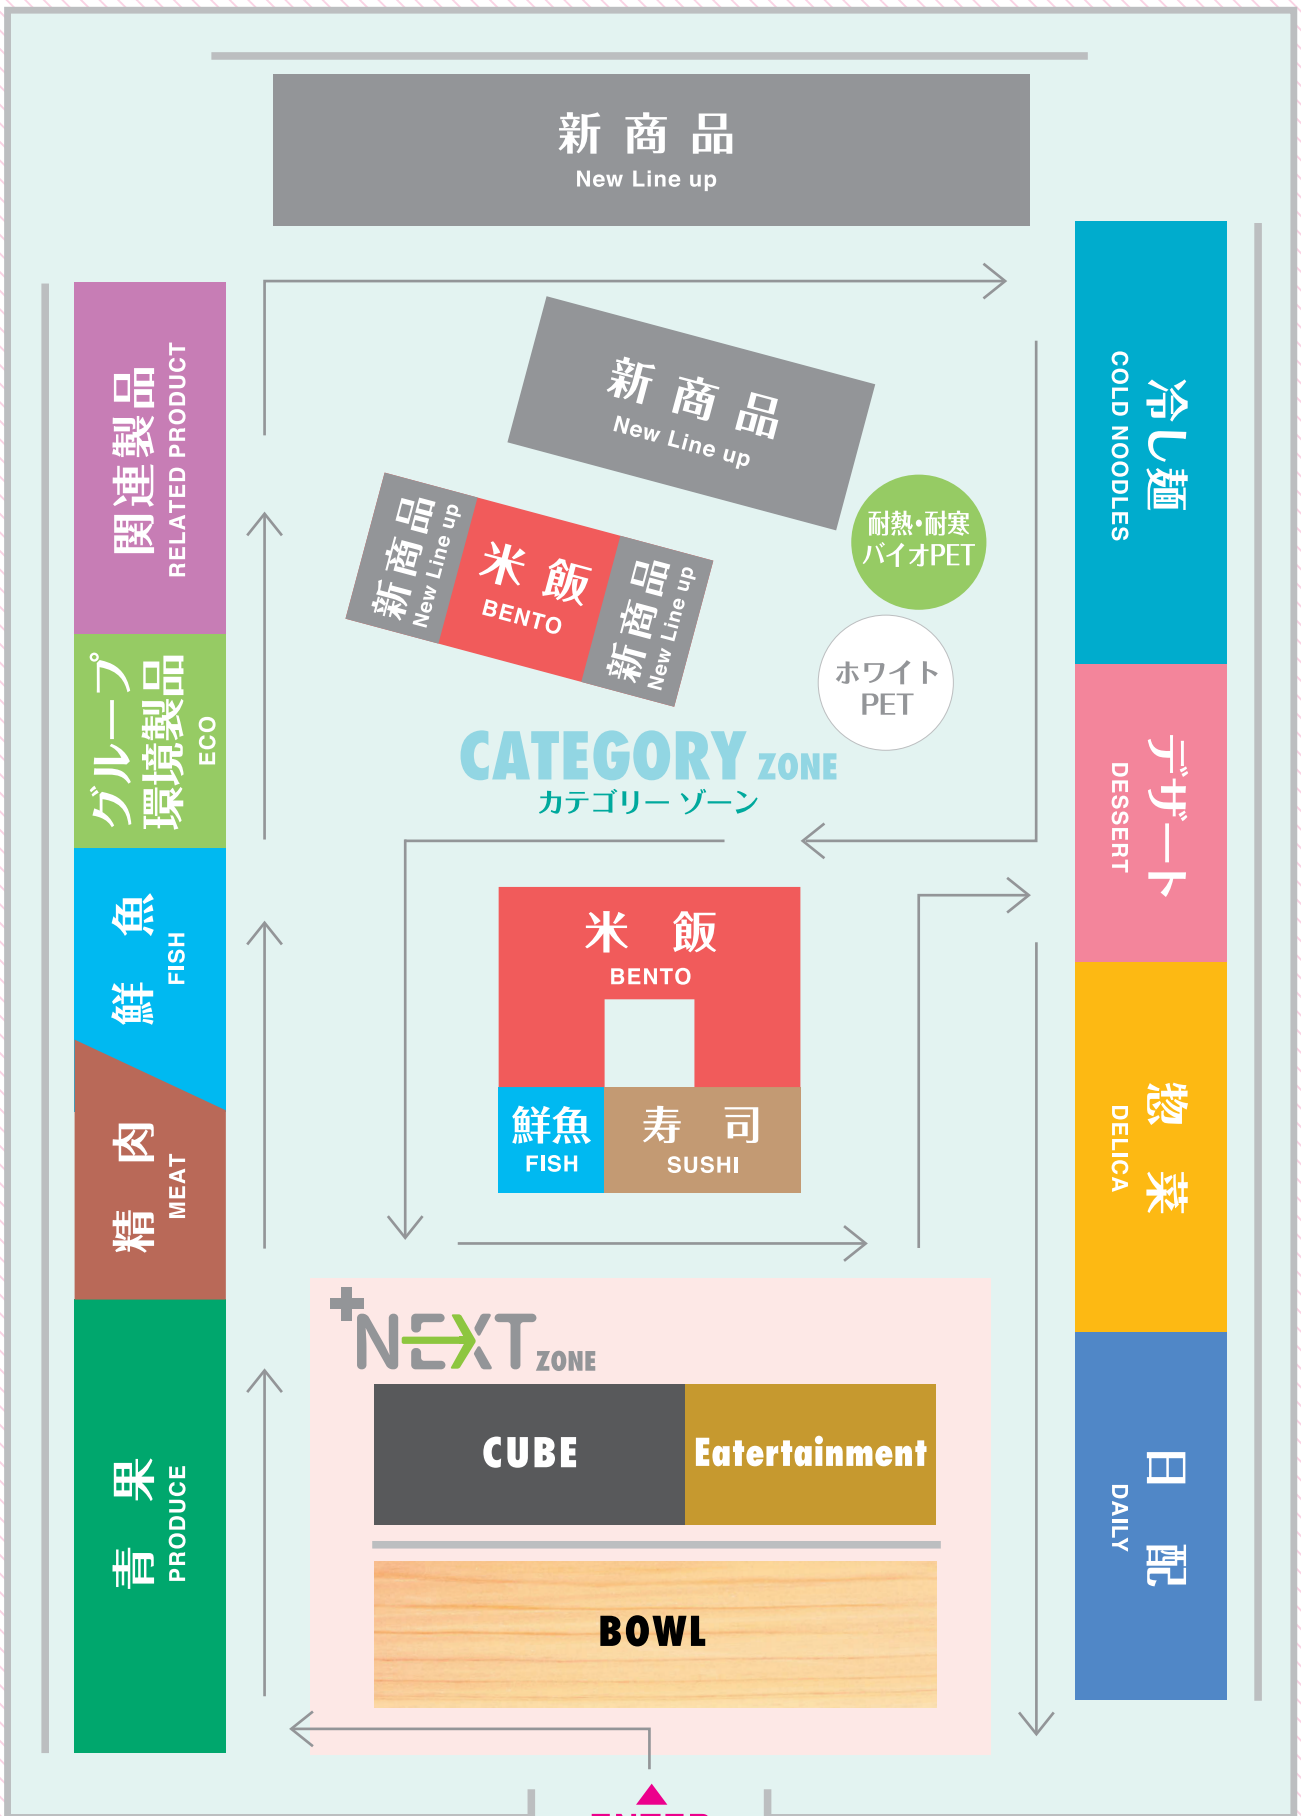 新商品
New Line up
関連製品
RELATED PRODUCT
グループ
環境製品
ECO
鮮魚
FISH
精肉
MEAT
青果
PRODUCE
新商品
New Line up
新商品
New Line up
米飯
BENTO
新商品
New Line up
耐熱・耐寒
バイオPET
ホワイト
PET
CATEGORY ZONE
カテゴリー ゾーン
米飯
BENTO
鮮魚
FISH
寿司
SUSHI
冷し麺
COLD NOODLES
デザート
DESSERT
惣菜
DELICA
日配
DAILY
+NEXT ZONE
CUBE
Eatertainment
BOWL
ENTER